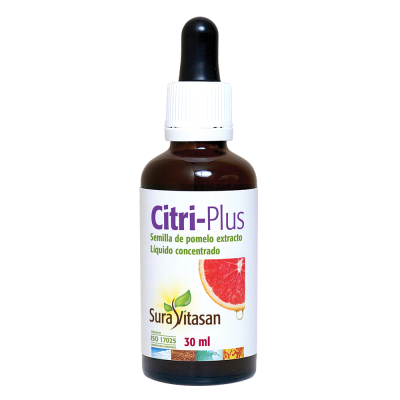 Citri-Plus
Semilla de pomelo extracto
Líquido concentrado
Sura Vitasan
ISO 17025
30 ml